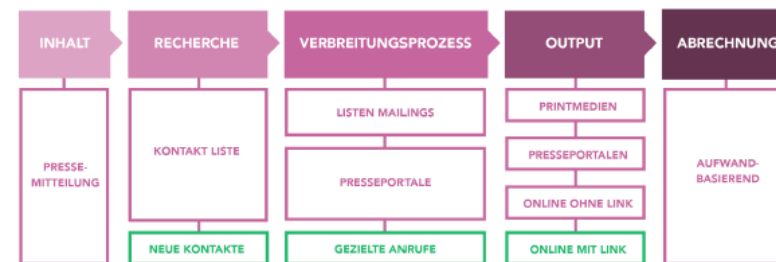 INHALT
RECHERCHE
VERBREITUNGSPROZESS
OUTPUT
ABRECHNUNG
PRESSE-
MITTEILUNG
KONTAKT LISTE
NEUE KONTAKTE
LISTEN MAILINGS
PRESSEPORTALE
GEZIELTE ANRUFE
PRINTMEDIEN
PRESSEPORTALEN
ONLINE OHNE LINK
ONLINE MIT LINK
AUFWAND-
BASIEREND